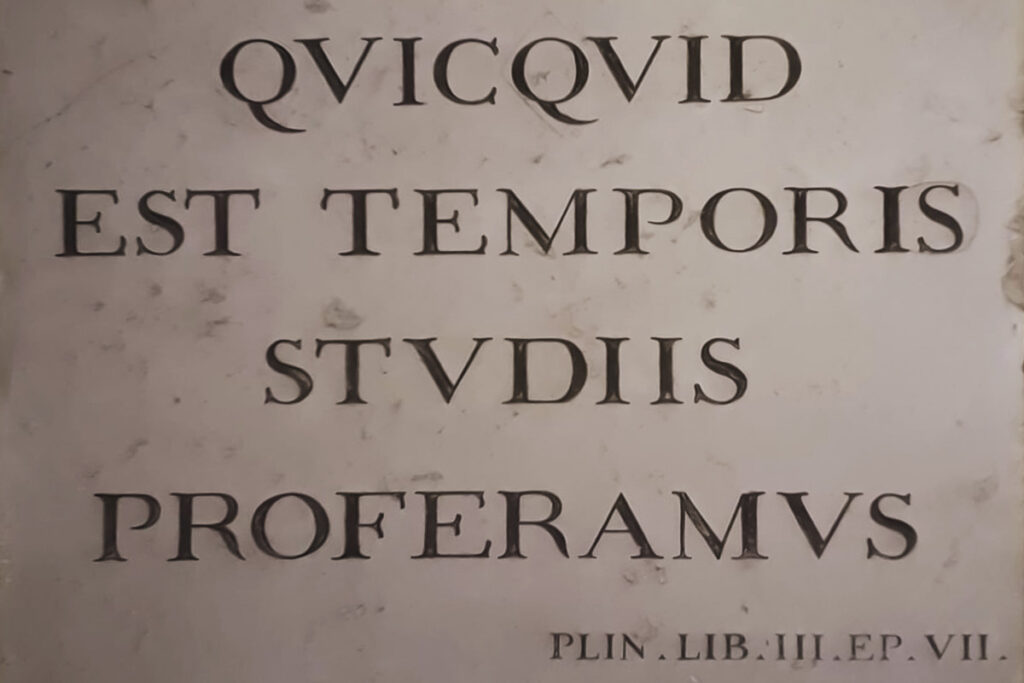 QVICQVID
EST TEMPORIS
STVDIIS
PROFERAMVS
PLIN. LIB. III. EP. VII.